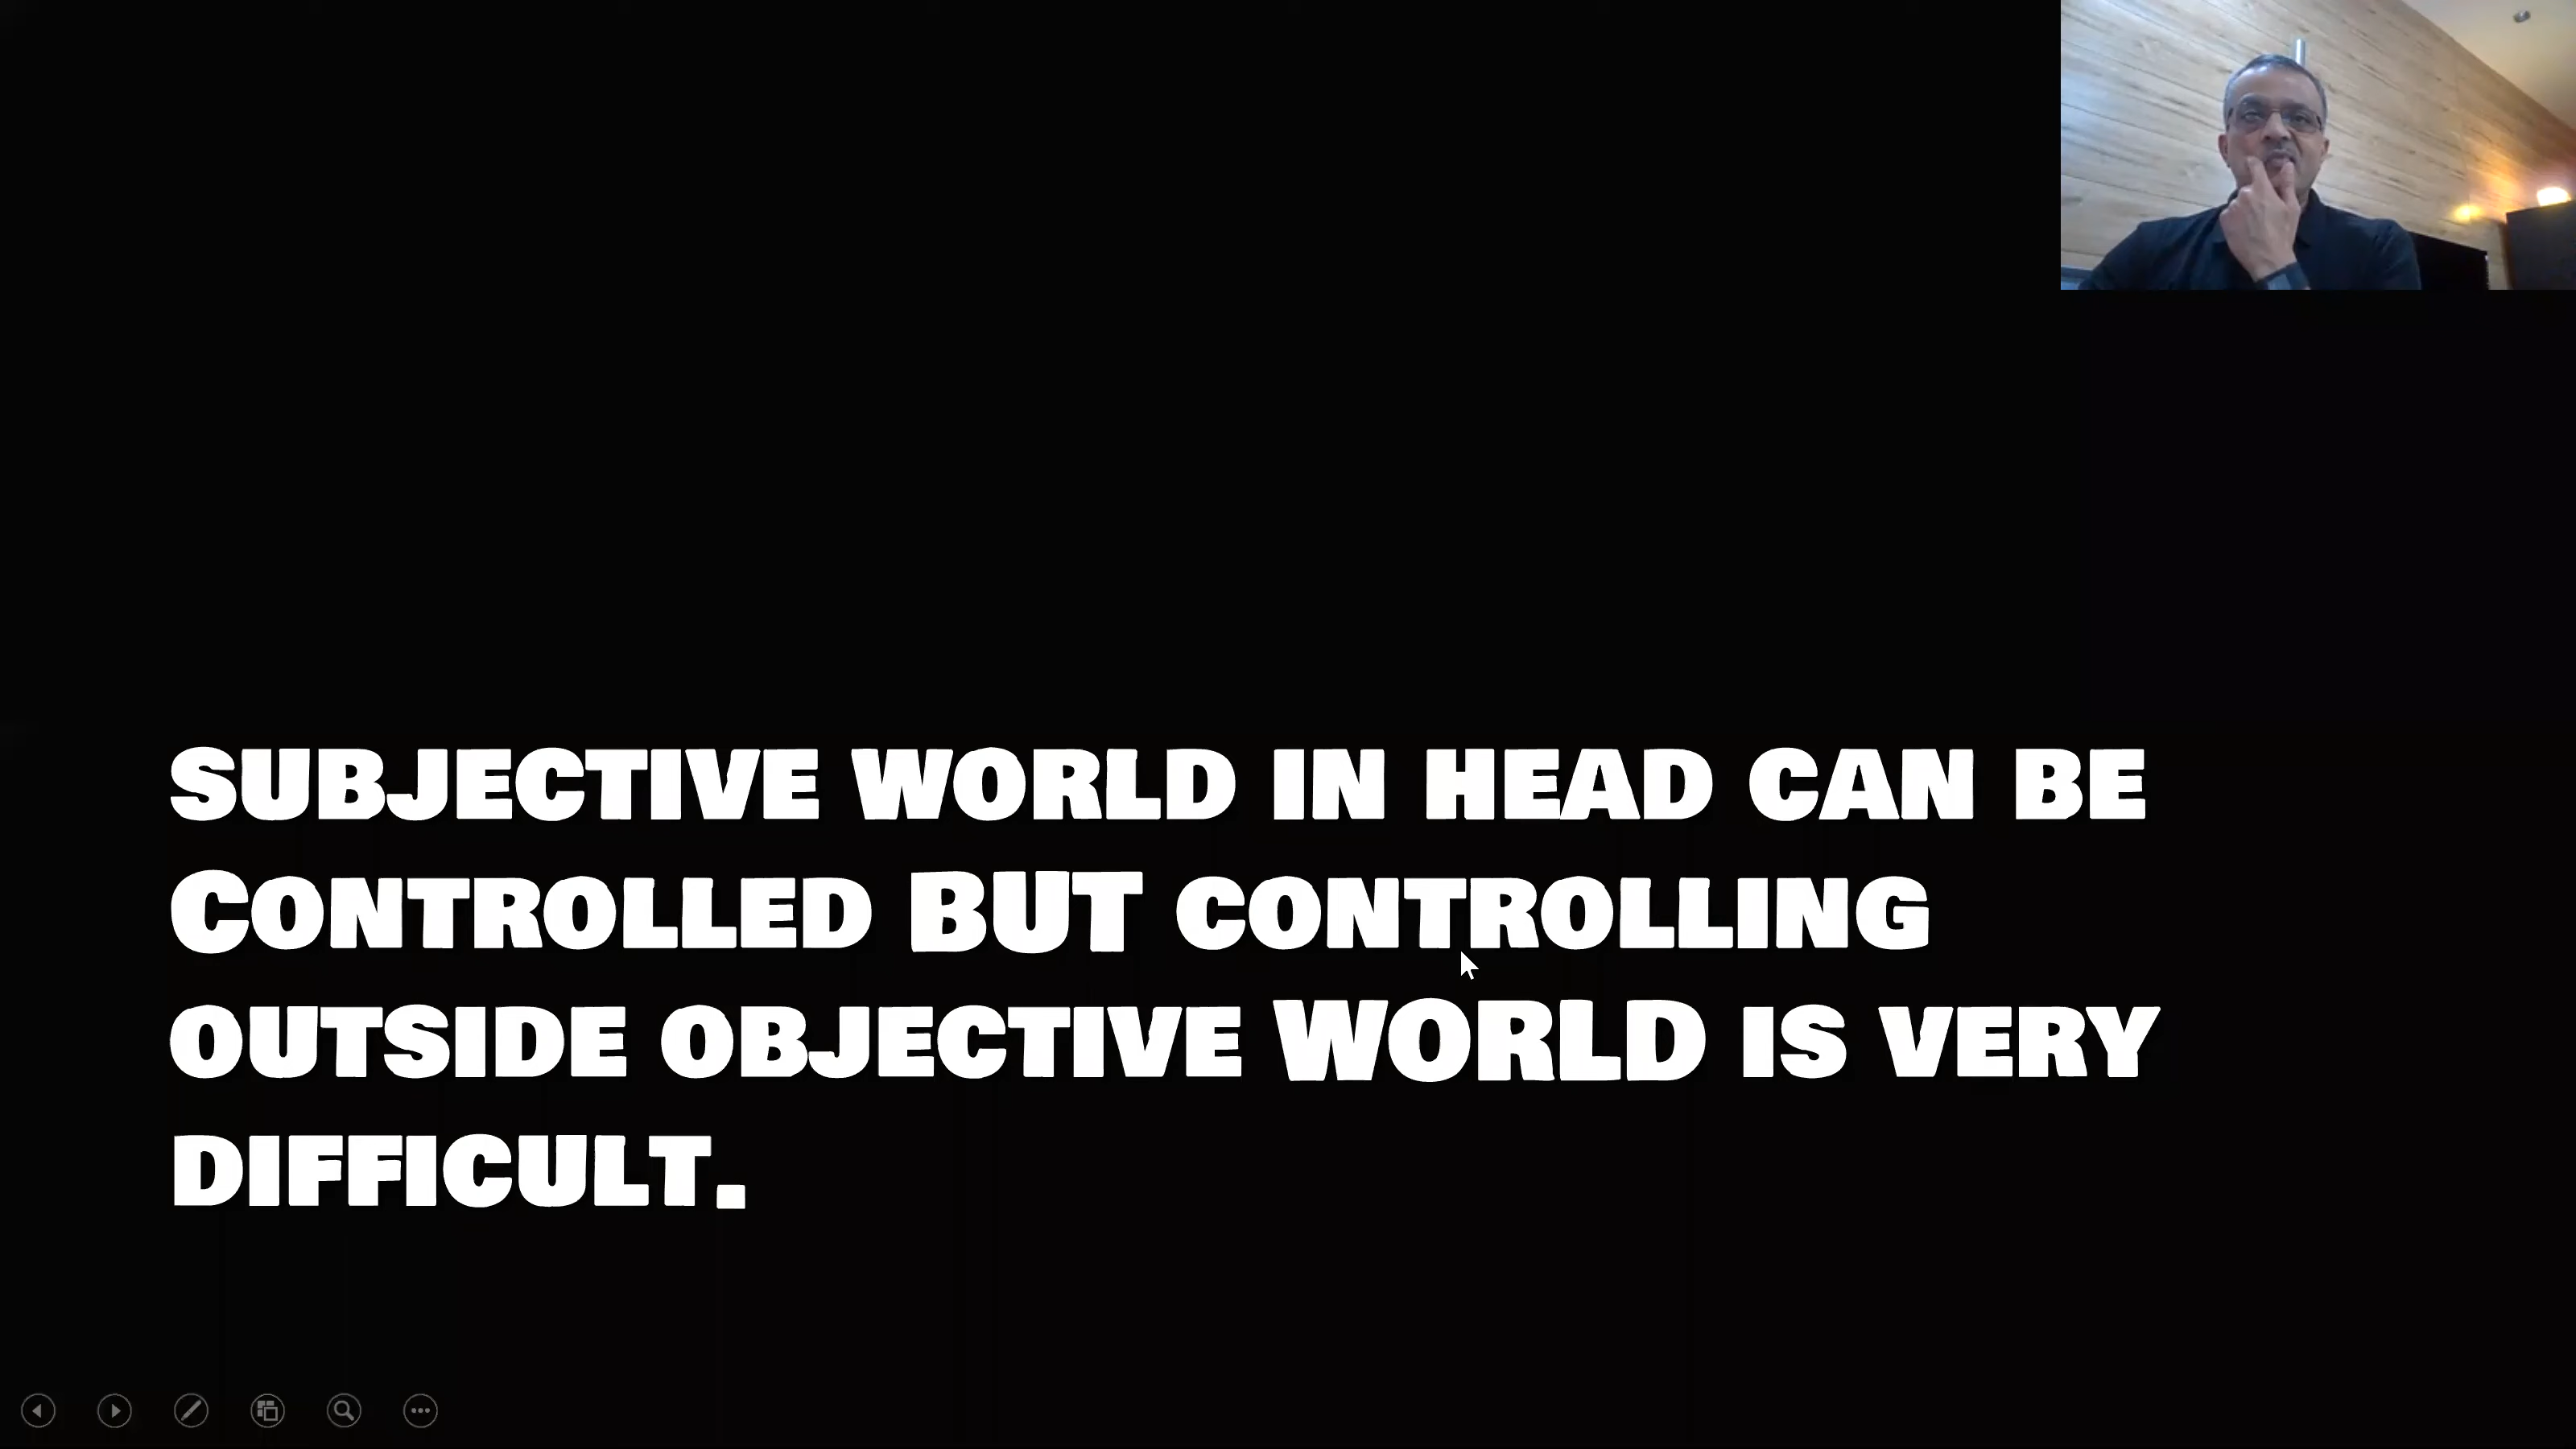 SUBJECTIVE WORLD IN HEAD CAN BE
CONTROLLED BUT CONTROLLING
OUTSIDE OBJECTIVE WORLD IS VERY
DIFFICULT.